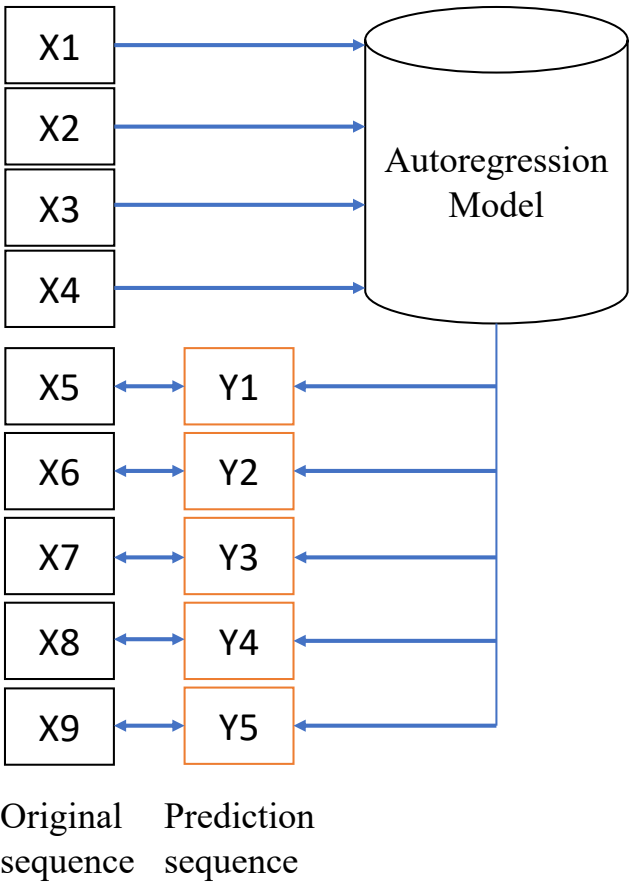 X1
X2
X3
X4
Autoregression
Model
X5 Y1
X6 Y2
X7 Y3
X8 Y4
X9 Y5
Original Prediction
sequence sequence